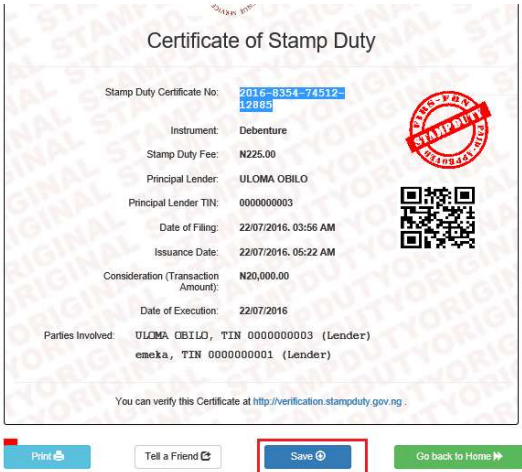 Certificate of Stamp Duty
Stamp Duty Certificate No: 2016-8354-74512-
12885
Instrument: Debenture
Stamp Duty Fee: N225.00
Principal Lender: ULOMA OBILO
Principal Lender TIN: 0000000003
Date of Filing: 22/07/2016. 03:56 AM
Issuance Date: 22/07/2016. 05:22 AM
Consideration (Transaction N20,000.00
Amount):
Date of Execution: 22/07/2016
Parties Involved: ULOMA OBILO, TIN 0000000003 (Lender)
emeka, TIN 0000000001 (Lender)
STAMP DUTY
You can verify this Certificate at http://verification.stampduty.gov.ng .
Print
Tell a Friend
Save
Go back to Home